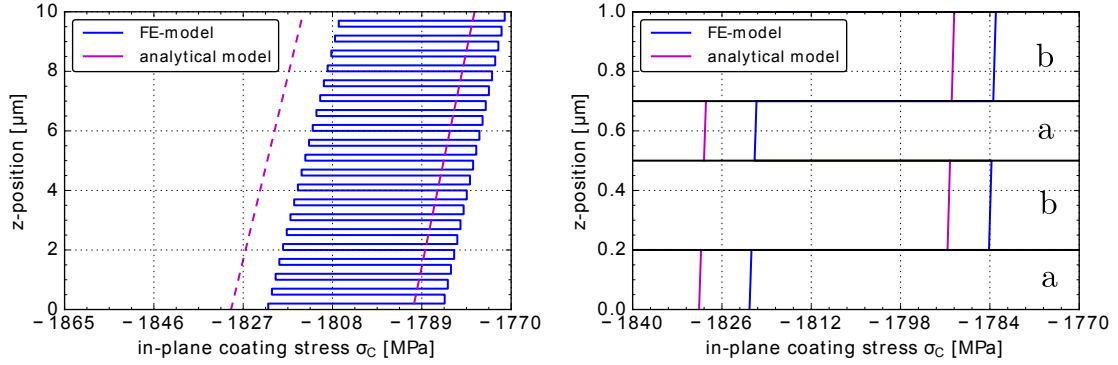 10
8
6
4
2
0
z-position [µm]
FE-model
analytical model
−1865 −1846 −1827 −1808 −1789 −1770
in-plane coating stress σC [MPa]
1.0
0.8
0.6
0.4
0.2
0.0
z-position [µm]
FE-model
analytical model
b
a
b
a
−1840 −1826 −1812 −1798 −1784 −1770
in-plane coating stress σC [MPa]